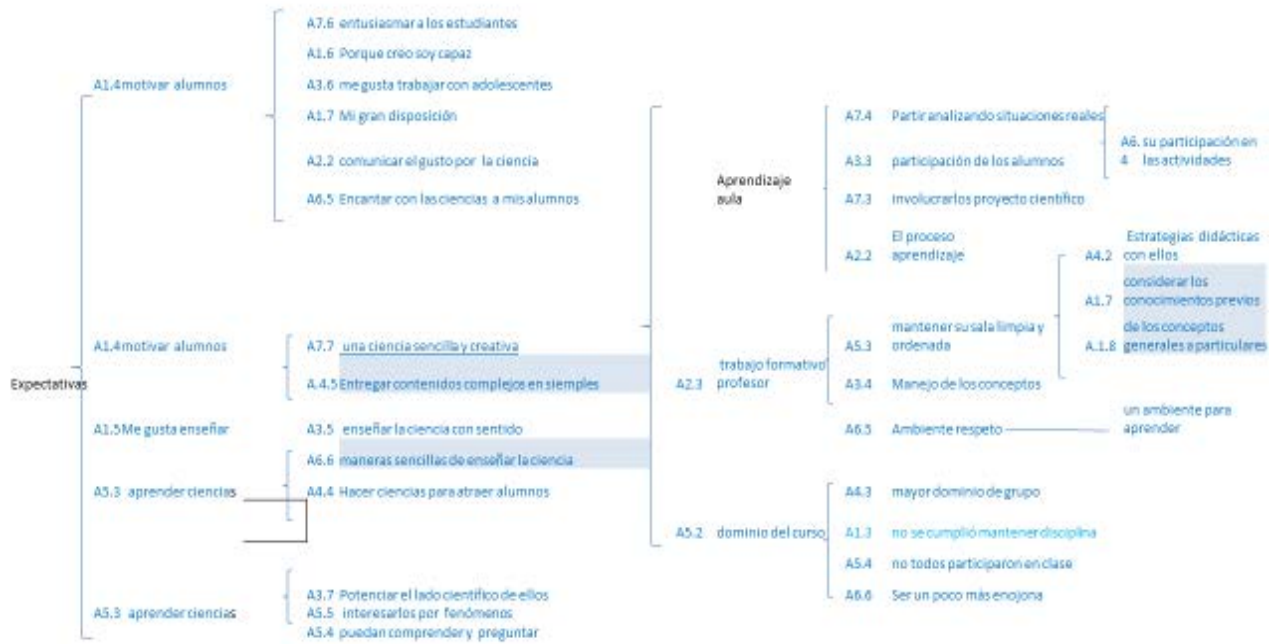 A7.6 entusiasmar a los estudiantes
A1.6 Porque creo soy capaz
A1.4motivar alumnos
A3.6 me gusta trabajar con adolescentes
A1.7 Mi gran disposición
A2.2 comunicar el gusto por la ciencia
A6.5 Encantar con las ciencias a mis alumnos
Expectativas
A1.4motivar alumnos
A7.7 una ciencia sencilla y creativa
A.4.5Entregar contenidos complejos en siemples
A1.5Me gusta enseñar
A3.5 enseñar la ciencia con sentido
A6.6 maneras sencillas de enseñar la ciencia
A5.3 aprender ciencias
A4.4 Hacer ciencias para atraer alumnos
A5.3 aprender ciencias
A3.7 Potenciar el lado científico de ellos
A5.5 interesarlos por fenómenos
A5.4 puedan comprender y preguntar
Aprendizaje
aula
A7.4 Partir analizando situaciones reales
A3.3 participación de los alumnos
A6. su participación en
4 las actividades
A7.3 involucrarlos proyecto científico
A2.2 El proceso
aprendizaje
A2.3 trabajo formativo
profesor
A5.3 mantener su sala limpia y
ordenada
A4.2 Estrategias didácticas
con ellos
A1.7 considerar los
conocimientos previos
A.1.8 de los conceptos
generales a particulares
A3.4 Manejo de los conceptos
A6.5 Ambiente respeto
un ambiente para
aprender
A5.2 dominio del curso
A4.3 mayor dominio de grupo
A1.3 no se cumplió mantener disciplina
A5.4 no todos participaron en clase
A6.6 Ser un poco más enojona